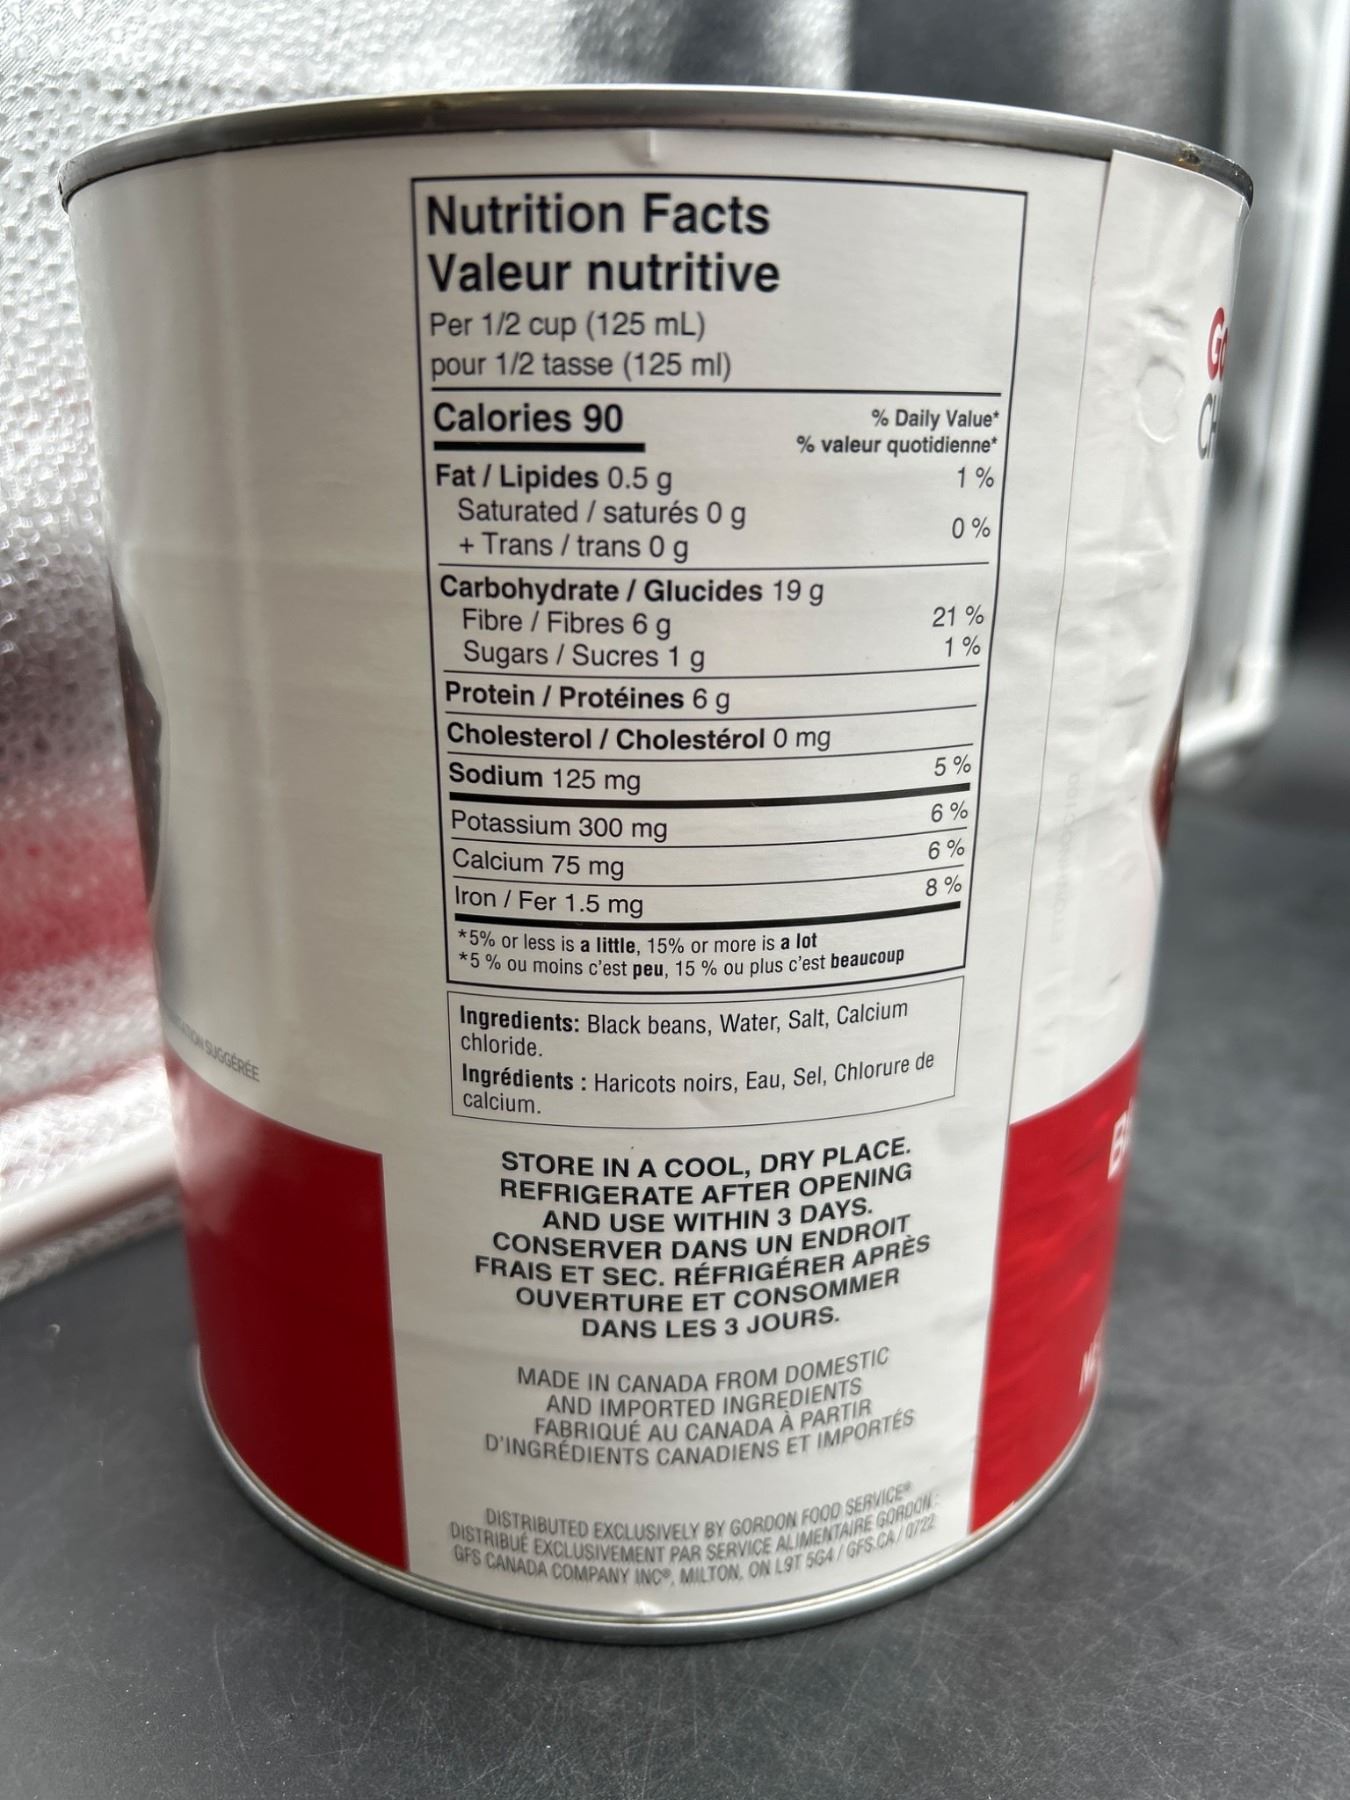 Nutrition Facts
Valeur nutritive
Per 1/2 cup (125 mL)
pour 1/2 tasse (125 ml)
Calories 90
% Daily Value*
% valeur quotidienne*
Fat / Lipides 0.5 g 1 %
Saturated / saturés 0 g
+ Trans / trans 0 g 0 %
Carbohydrate / Glucides 19 g
Fibre / Fibres 6 g 21 %
Sugars / Sucres 1 g 1 %
Protein / Protéines 6 g
Cholesterol / Cholestérol 0 mg
Sodium 125 mg 5 %
Potassium 300 mg 6 %
Calcium 75 mg 6 %
Iron / Fer 1.5 mg 8 %
*5% or less is a little, 15% or more is a lot
*5 % ou moins c'est peu, 15 % ou plus c'est beaucoup
Ingredients: Black beans, Water, Salt, Calcium
chloride.
Ingrédients : Haricots noirs, Eau, Sel, Chlorure de
calcium.
STORE IN A COOL, DRY PLACE.
REFRIGERATE AFTER OPENING
AND USE WITHIN 3 DAYS.
CONSERVER DANS UN ENDROIT
FRAIS ET SEC. RÉFRIGÉRER APRÈS
OUVERTURE ET CONSOMMER
DANS LES 3 JOURS.
MADE IN CANADA FROM DOMESTIC
AND IMPORTED INGREDIENTS
FABRIQUÉ AU CANADA À PARTIR
D'INGRÉDIENTS CANADIENS ET IMPORTÉS
DISTRIBUTED EXCLUSIVELY BY GORDON FOOD SERVICE®
DISTRIBUÉ EXCLUSIVEMENT PAR SERVICE ALIMENTAIRE GORDON:
GFS CANADA COMPANY INC®, MILTON, ON L9T 5G4 / GFS.CA / 0722
SUGGÉRÉE